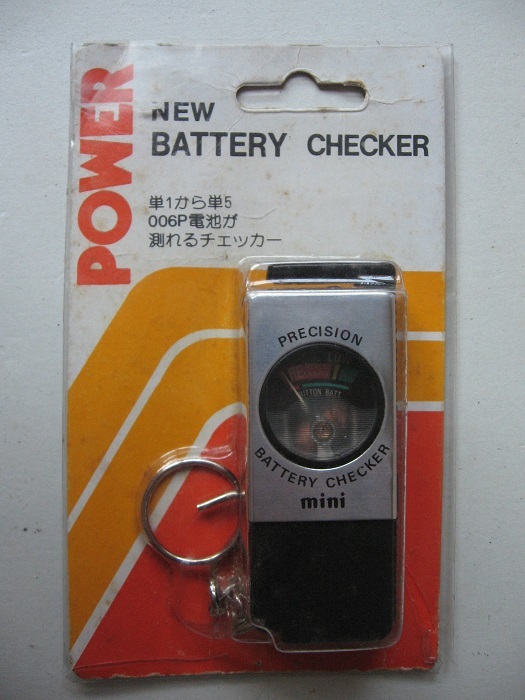 POWER
NEW
BATTERY CHECKER
単1から単5
006P電池が
測れるチェッカー
PRECISION
BUTTON BATT
BATTERY CHECKER
mini